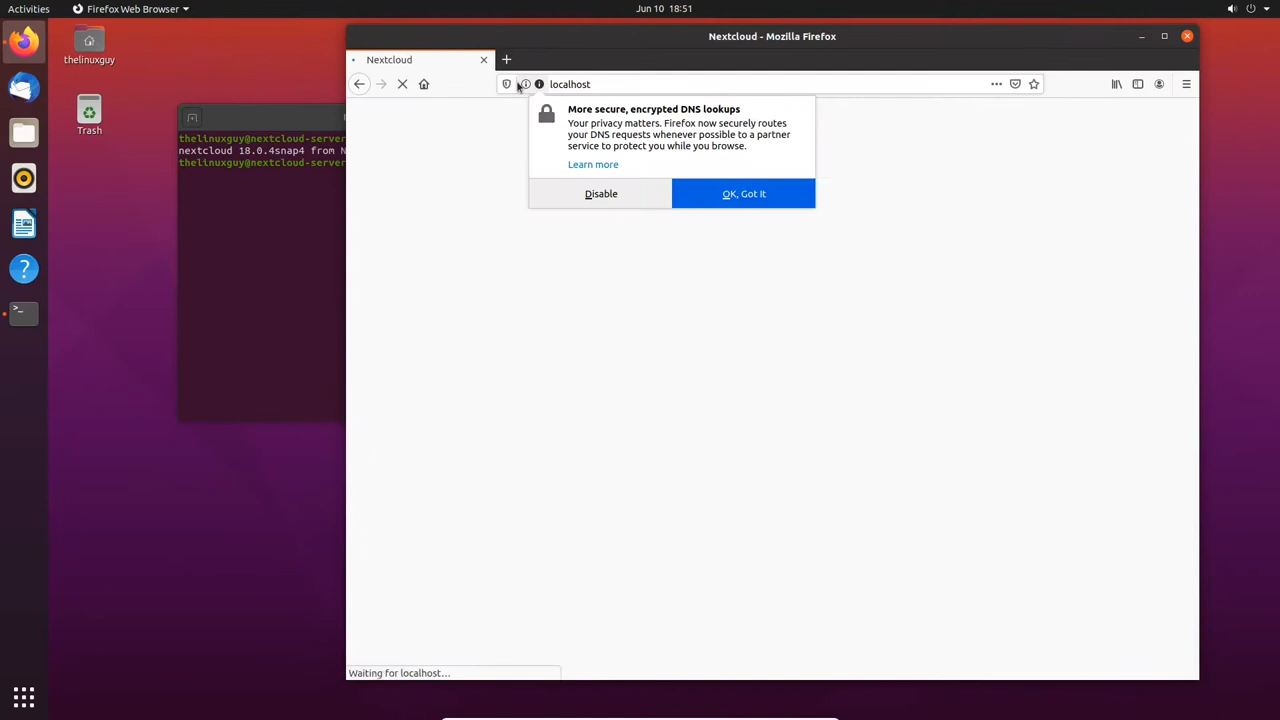 Activities
Firefox Web Browser
Jun 10 18:51
thelinuxguy
Trash
thelinuxguy@nextcloud-server
nextcloud 18.0.4snap4 from N
thelinuxguy@nextcloud-server
Nextcloud - Mozilla Firefox
Nextcloud
localhost
More secure, encrypted DNS lookups
Your privacy matters. Firefox now securely routes
your DNS requests whenever possible to a partner
service to protect you while you browse.
Learn more
Disable
OK, Got It
Waiting for localhost…